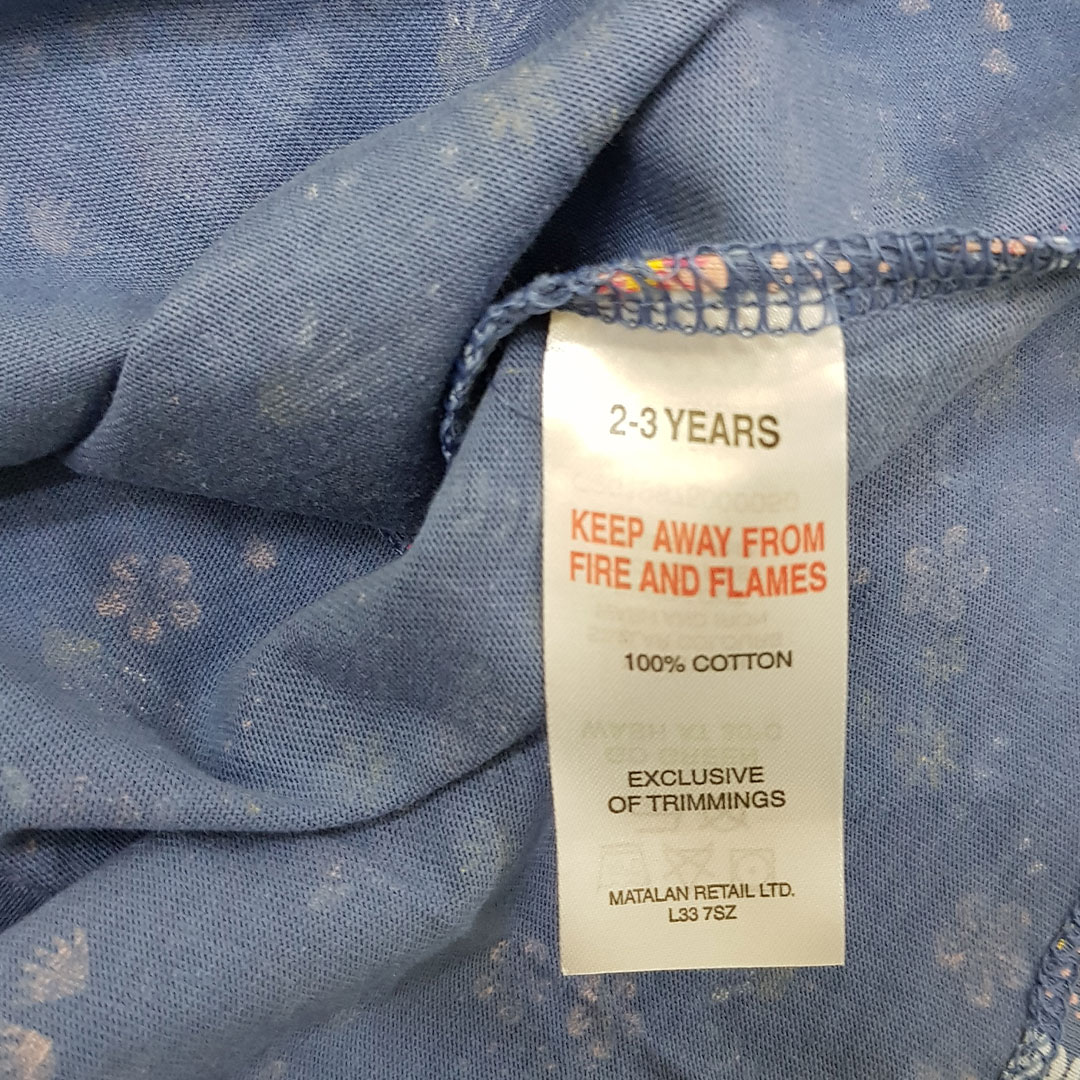 2-3 YEARS
KEEP AWAY FROM
FIRE AND FLAMES
100% COTTON
EXCLUSIVE
OF TRIMMINGS
MATALAN RETAIL LTD.
L33 7SZ